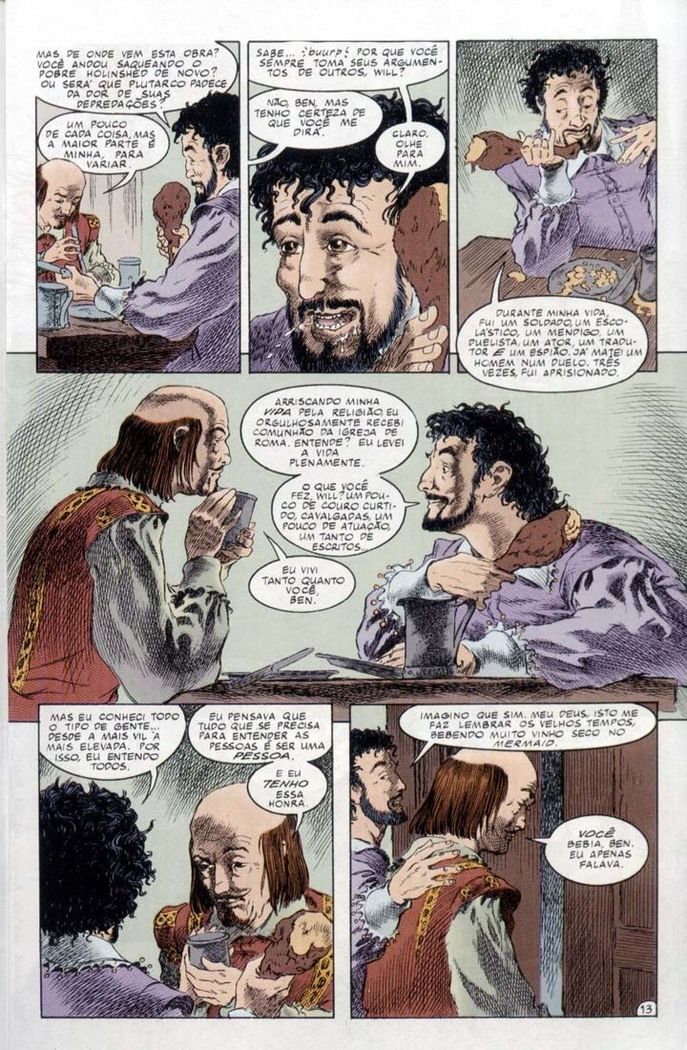 MAS DE ONDE VEM ESTA OBRA?
VOCÊ ANDOU SAQUEANDO O
POBRE HOLINSHED DE NOVO?
OU SERÁ QUE PLUTARCO PADECE
DA DOR DE SUAS
DEPREDAÇÕES?
UM POUCO
DE CADA COISA, MAS
A MAIOR PARTE É
MINHA, PARA
VARIAR.
SABE... ¡buurp! POR QUE VOCÊ
SEMPRE TOMA SEUS ARGUMEN-
TOS DE OUTROS, WILL?
NÃO, BEN, MAS
TENHO CERTEZA DE
QUE VOCÊ ME
DIRÁ.
CLARO.
OLHE
PARA
MIM.
DURANTE MINHA VIDA,
FUI UM SOLDADO, UM ESCO-
LÁSTICO, UM MENDIGO, UM
DUELISTA, UM ATOR, UM TRADU-
TOR E UM ESPIÃO. JÁ MATEI UM
HOMEM NUM DUELO. TRÊS
VEZES, FUI APRISIONADO.
ARRISCANDO MINHA
VIDA PELA RELIGIÃO, EU
ORGULHOSAMENTE RECEBI
COMUNHÃO DA IGREJA DE
ROMA. ENTENDE? EU LEVEI
A VIDA
PLENAMENTE.
O QUE VOCÊ
FEZ, WILL? UM POU-
CO DE COURO CURTI-
DO, CAVALGADAS, UM
POUCO DE ATUAÇÃO,
UM TANTO DE
ESCRITOS...
EU VIVI
TANTO QUANTO
VOCÊ,
BEN.
MAS EU CONHECI TODO
O TIPO DE GENTE...
DESDE A MAIS VIL À
MAIS ELEVADA. POR
ISSO, EU ENTENDO
TODOS.
EU PENSAVA QUE
TUDO QUE SE PRECISA
PARA ENTENDER AS
PESSOAS É SER UMA
PESSOA.
E EU
TENHO
ESSA
HONRA.
IMAGINO QUE SIM. MEU DEUS, ISTO ME
FAZ LEMBRAR OS VELHOS TEMPOS,
BEBENDO MUITO VINHO SECO NO
MERMAID.
VOCÊ
BEBIA, BEN.
EU APENAS
FALAVA.
13